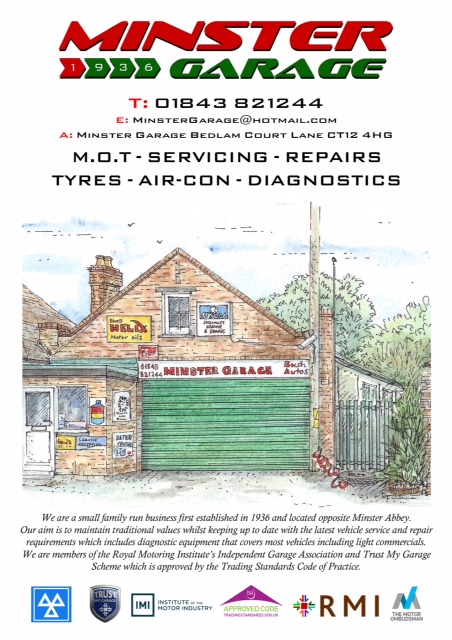 MINSTER
1936 GARAGE
T: 01843 821244
E: MinsterGarage@hotmail.com
A: Minster Garage Bedlam Court Lane CT12 4HG
M.O.T - SERVICING - REPAIRS
TYRES - AIR-CON - DIAGNOSTICS
Shell
HELIX
Motor oils
01843
821244
MINSTER GARAGE
Bush
Autos
We are a small family run business first established in 1936 and located opposite Minster Abbey.
Our aim is to maintain traditional values whilst keeping up to date with the latest vehicle service and repair
requirements which includes diagnostic equipment that covers most vehicles including light commercials.
We are members of the Royal Motoring Institute's Independent Garage Association and Trust My Garage
Scheme which is approved by the Trading Standards Code of Practice.
TRUST
MY GARAGE
IMI
INSTITUTE OF THE
MOTOR INDUSTRY
APPROVED CODE
TRADINGSTANDARDS.GOV.UK
RMI
THE MOTOR
OMBUDSMAN